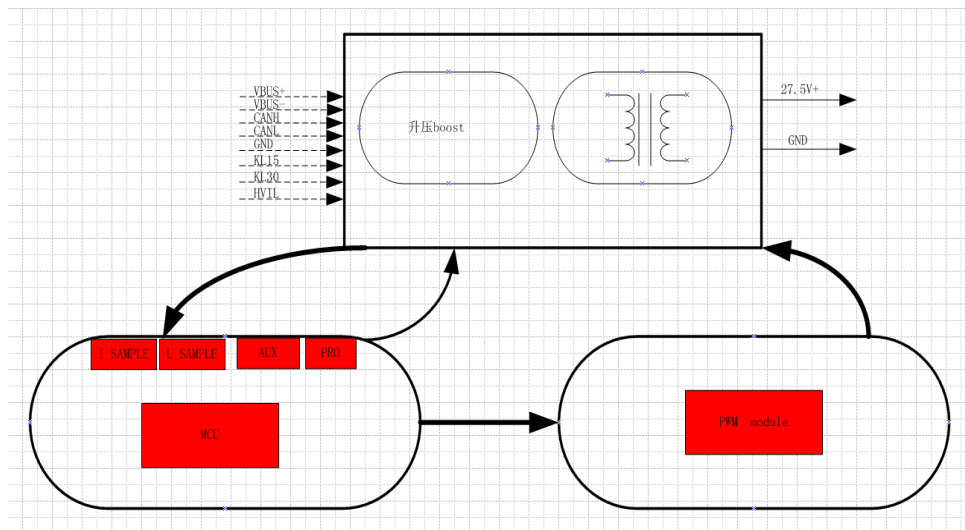 VBUS+
VBUS-
CANH
CANL
GND
KL15
KL30
HVIL
升压boost
27.5V+
GND
I SAMPLE
U SAMPLE
AUX
PRO
MCU
PWM module